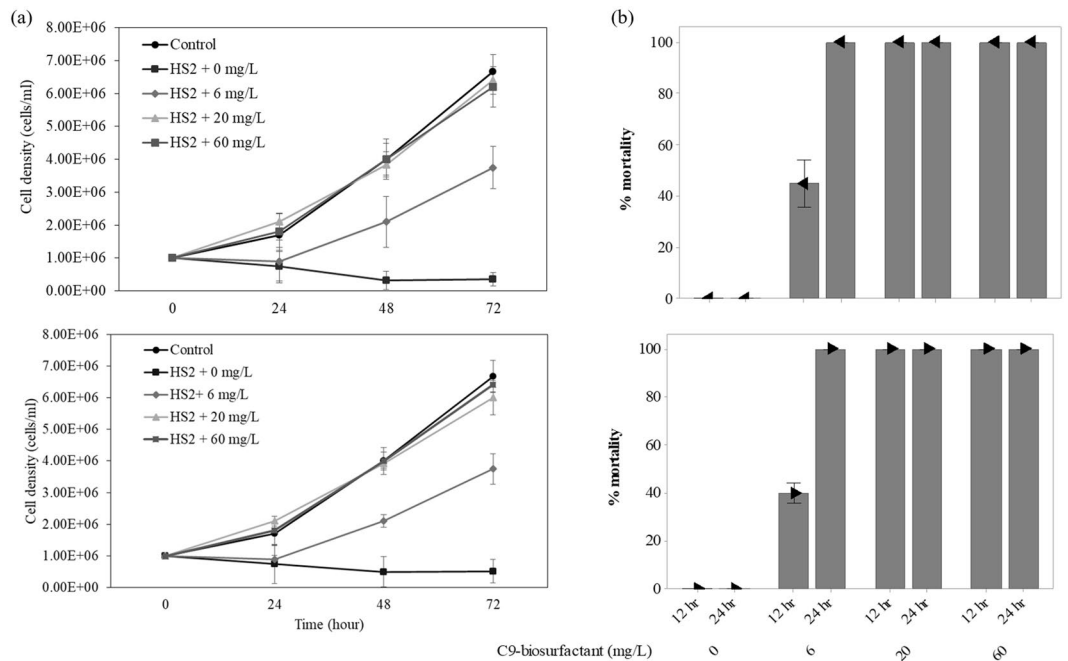 (a)
Cell density (cells/ml)
8.00E+06
7.00E+06
6.00E+06
5.00E+06
4.00E+06
3.00E+06
2.00E+06
1.00E+06
0.00E+00
Control
HS2 + 0 mg/L
HS2 + 6 mg/L
HS2 + 20 mg/L
HS2 + 60 mg/L
0 24 48 72
Cell density (cells/ml)
8.00E+06
7.00E+06
6.00E+06
5.00E+06
4.00E+06
3.00E+06
2.00E+06
1.00E+06
0.00E+00
Control
HS2 + 0 mg/L
HS2+ 6 mg/L
HS2 + 20 mg/L
HS2 + 60 mg/L
0 24 48 72
Time (hour)
(b)
% mortality
100
80
60
40
20
0
% mortality
100
80
60
40
20
0
12 hr 24 hr 12 hr 24 hr 12 hr 24 hr 12 hr 24 hr
C9-biosurfactant (mg/L) 0 6 20 60